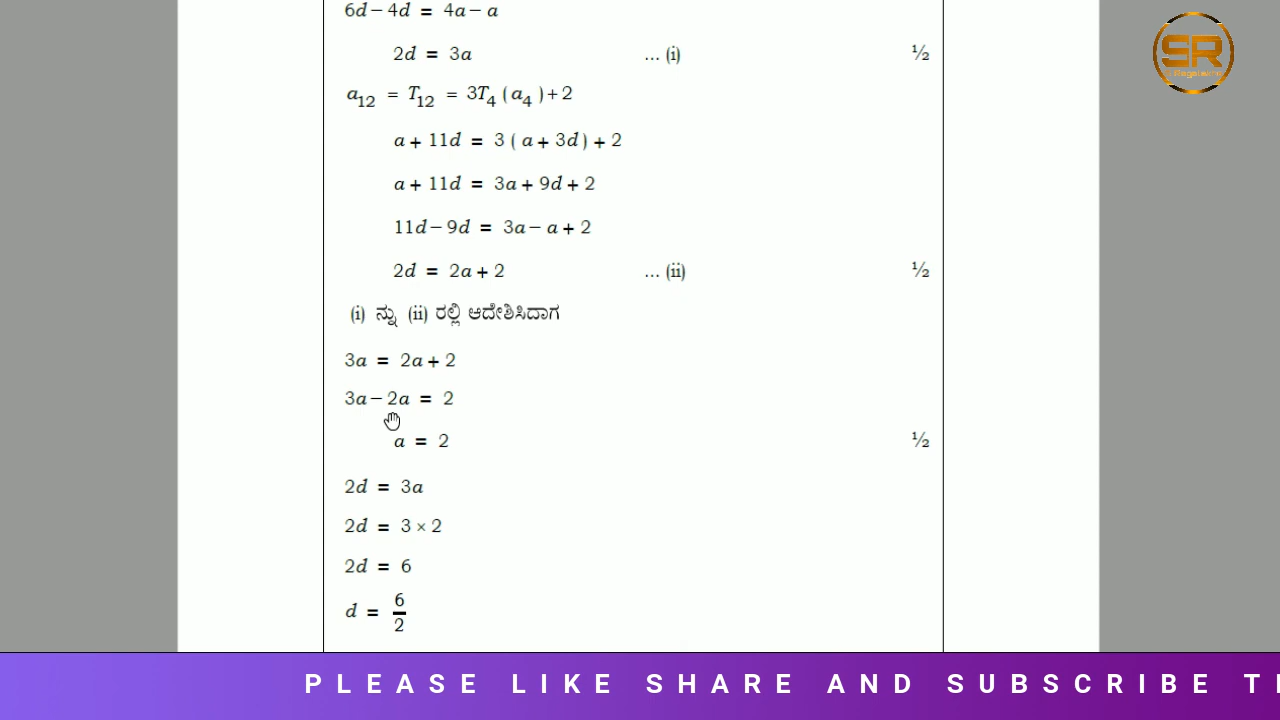 6d − 4d = 4a − a
2d = 3a ... (i) ½
a₁₂ = T₁₂ = 3T₄ ( a₄ ) + 2
a + 11d = 3 ( a + 3d ) + 2
a + 11d = 3a + 9d + 2
11d − 9d = 3a − a + 2
2d = 2a + 2 ... (ii) ½
(i) ನ್ನು (ii) ರಲ್ಲಿ ಆದೇಶಿಸಿದಾಗ
3a = 2a + 2
3a − 2a = 2
a = 2 ½
2d = 3a
2d = 3 × 2
2d = 6
d = 6/2
SR
PLEASE LIKE SHARE AND SUBSCRIBE